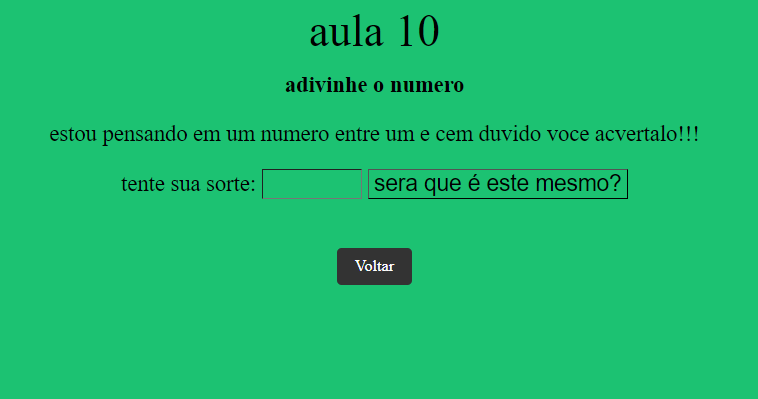 aula 10
adivinhe o numero
estou pensando em um numero entre um e cem duvido voce acvertalo!!!
tente sua sorte: sera que é este mesmo?
Voltar